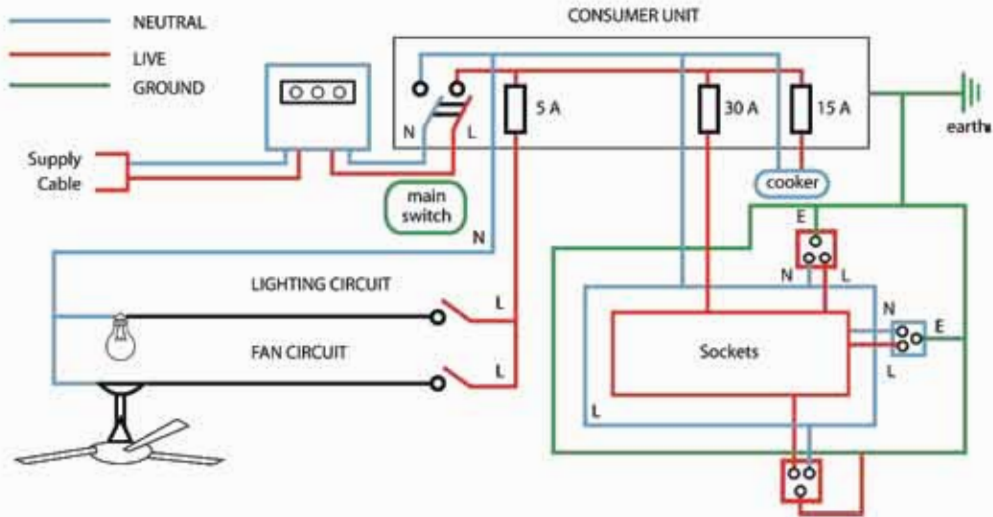 NEUTRAL
LIVE
GROUND
CONSUMER UNIT
5 A
30 A
15 A
N
L
earth
Supply
Cable
main
switch
cooker
N
E
N
L
LIGHTING CIRCUIT
L
N
E
L
FAN CIRCUIT
L
Sockets
L